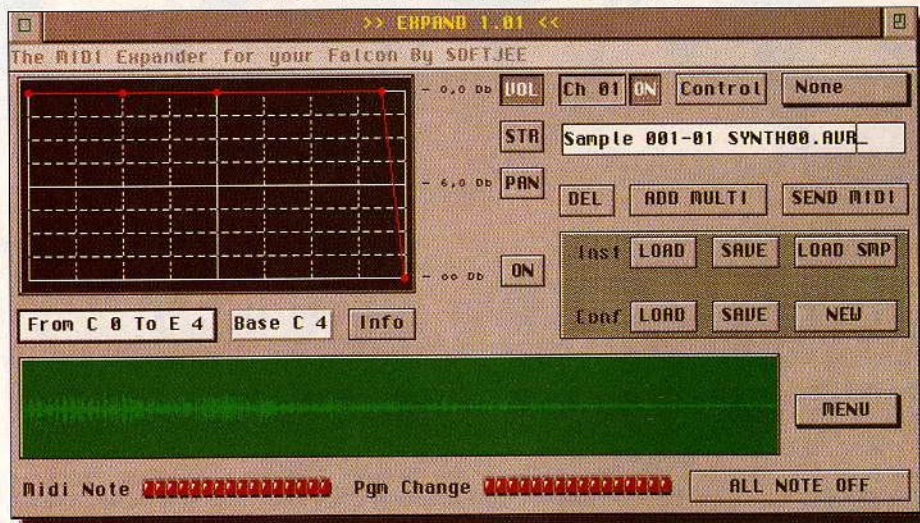 >> EXPAND 1.01 <<
The MIDI Expander for your Falcon By SOFTJEE
- 0,0 Db VOL Ch 01 ON Control None
STR Sample 001-01 SYNTH00.AVR_
- 6,0 Db PAN DEL ADD MULTI SEND MIDI
Inst LOAD SAVE LOAD SMP
- oo Db ON
From C 0 To E 4 Base C 4 Info Conf LOAD SAVE NEW
MENU
Midi Note Pgm Change ALL NOTE OFF